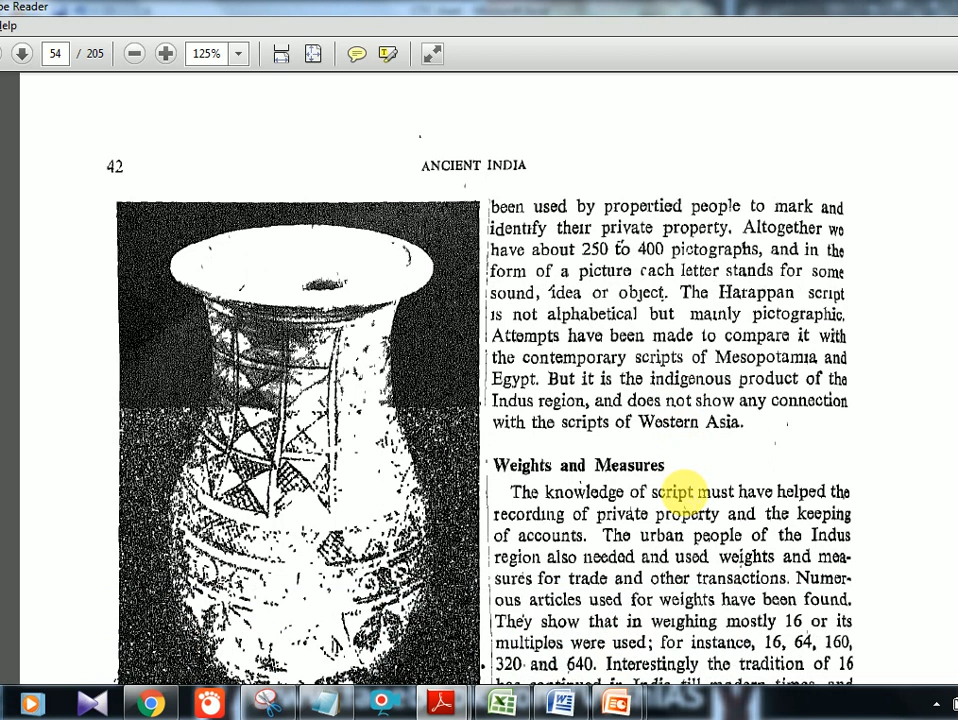 be Reader
elp
54 / 205
125%
42
ANCIENT INDIA
been used by propertied people to mark and
identify their private property. Altogether we
have about 250 to 400 pictographs, and in the
form of a picture each letter stands for some
sound, idea or object. The Harappan script
is not alphabetical but mainly pictographic.
Attempts have been made to compare it with
the contemporary scripts of Mesopotamia and
Egypt. But it is the indigenous product of the
Indus region, and does not show any connection
with the scripts of Western Asia.
Weights and Measures
The knowledge of script must have helped the
recording of private property and the keeping
of accounts. The urban people of the Indus
region also needed and used weights and mea-
sures for trade and other transactions. Numer-
ous articles used for weights have been found.
They show that in weighing mostly 16 or its
multiples were used; for instance, 16, 64, 160,
320 and 640. Interestingly the tradition of 16